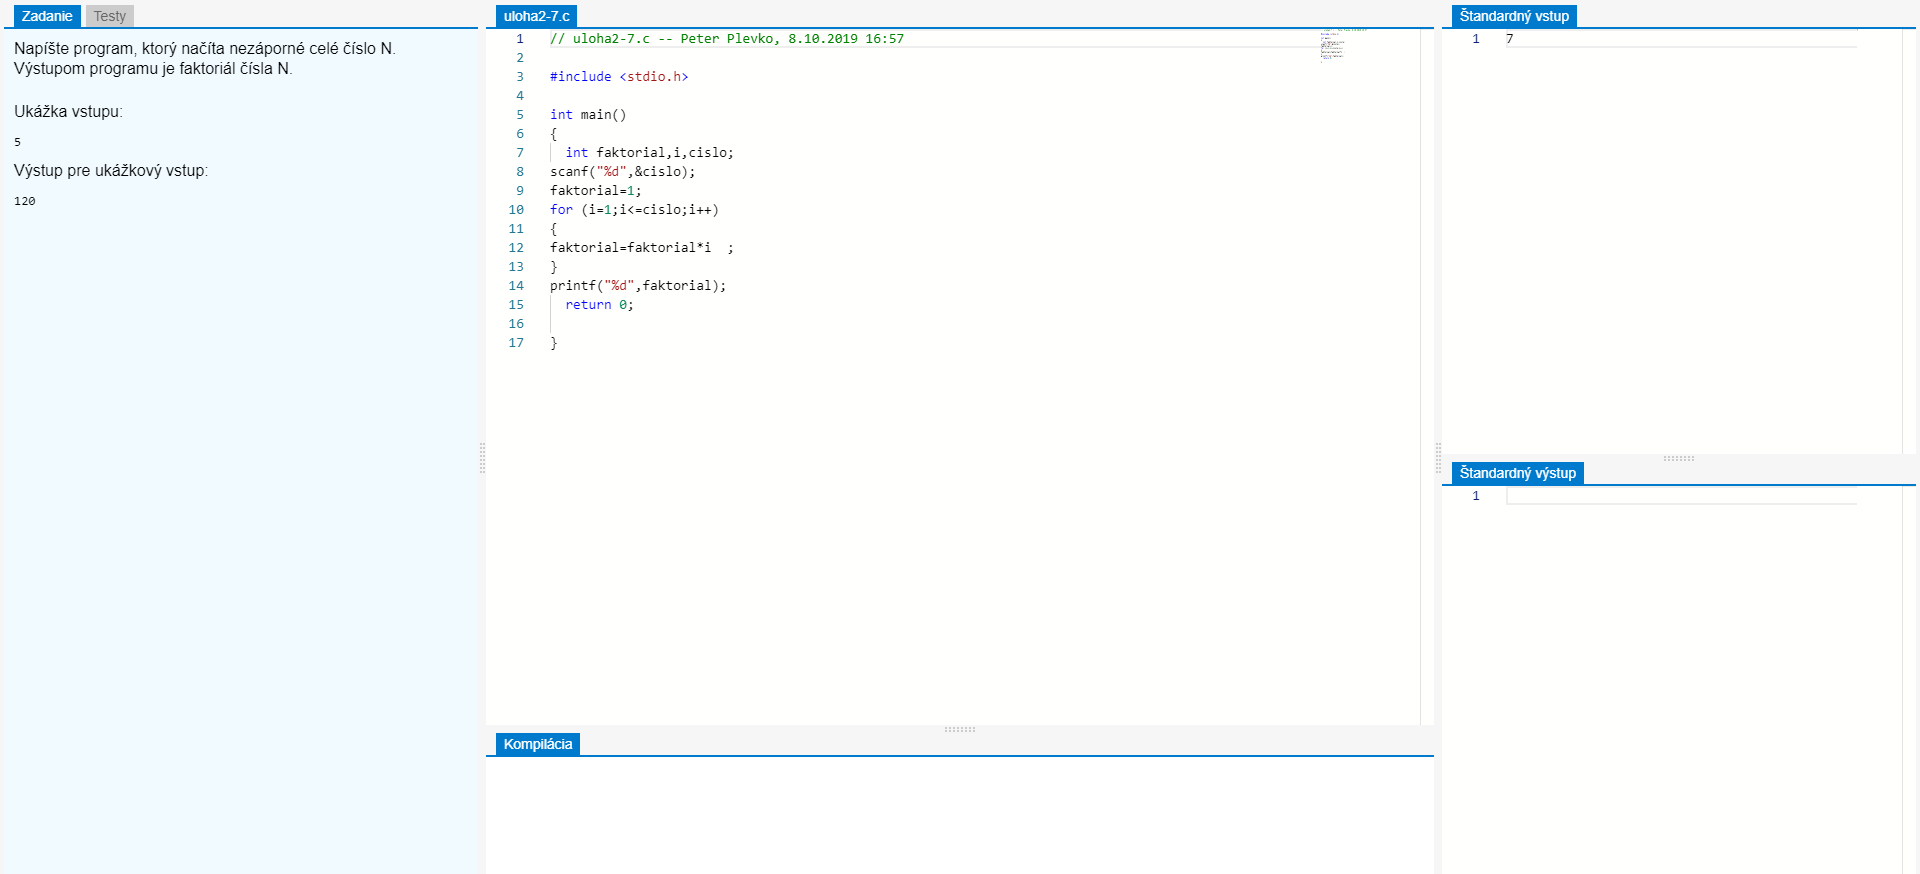 Zadanie Testy
Napíšte program, ktorý načíta nezáporné celé číslo N.
Výstupom programu je faktoriál čísla N.
Ukážka vstupu:
5
Výstup pre ukážkový vstup:
120
uloha2-7.c
1 // uloha2-7.c -- Peter Plevko, 8.10.2019 16:57
2
3 #include <stdio.h>
4
5 int main()
6 {
7   int faktorial,i,cislo;
8 scanf("%d",&cislo);
9 faktorial=1;
10 for (i=1;i<=cislo;i++)
11 {
12 faktorial=faktorial*i  ;
13 }
14 printf("%d",faktorial);
15   return 0;
16
17 }
Kompilácia
Štandardný vstup
1 7
Štandardný výstup
1